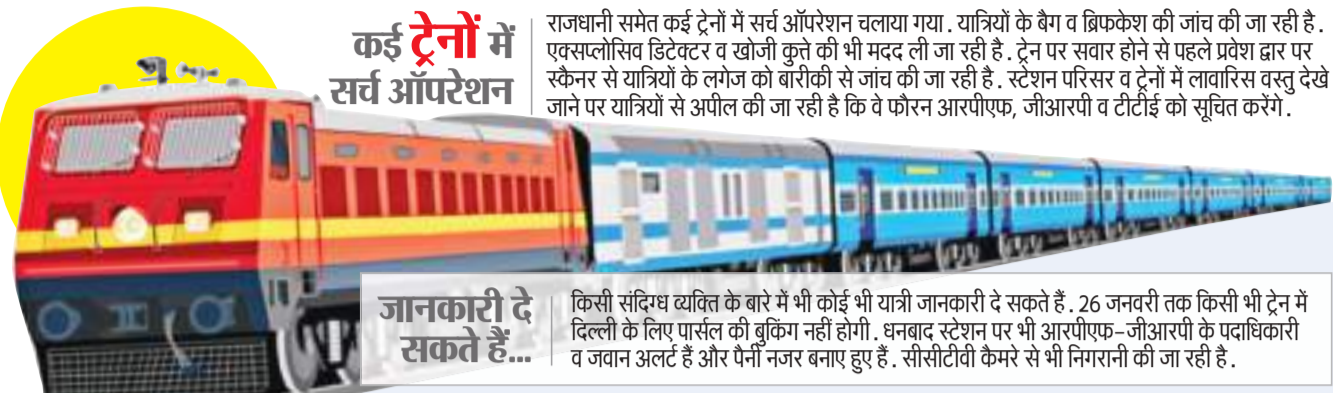 कई ट्रेनों में
सर्च ऑपरेशन
राजधानी समेत कई ट्रेनों में सर्च ऑपरेशन चलाया गया. यात्रियों के बैग व ब्रिफकेश की जांच की जा रही है.
एक्सप्लोसिव डिटेक्टर व खोजी कुत्ते की भी मदद ली जा रही है. ट्रेन पर सवार होने से पहले प्रवेश द्वार पर
स्कैनर से यात्रियों के लगेज को बारीकी से जांच की जा रही है. स्टेशन परिसर व ट्रेनों में लावारिस वस्तु देखे
जाने पर यात्रियों से अपील की जा रही है कि वे फौरन आरपीएफ, जीआरपी व टीटीई को सूचित करेंगे.
जानकारी दे
सकते हैं...
किसी संदिग्ध व्यक्ति के बारे में भी कोई भी यात्री जानकारी दे सकते हैं. 26 जनवरी तक किसी भी ट्रेन में
दिल्ली के लिए पार्सल की बुकिंग नहीं होगी. धनबाद स्टेशन पर भी आरपीएफ-जीआरपी के पदाधिकारी
व जवान अलर्ट हैं और पैनी नजर बनाए हुए हैं. सीसीटीवी कैमरे से भी निगरानी की जा रही है.